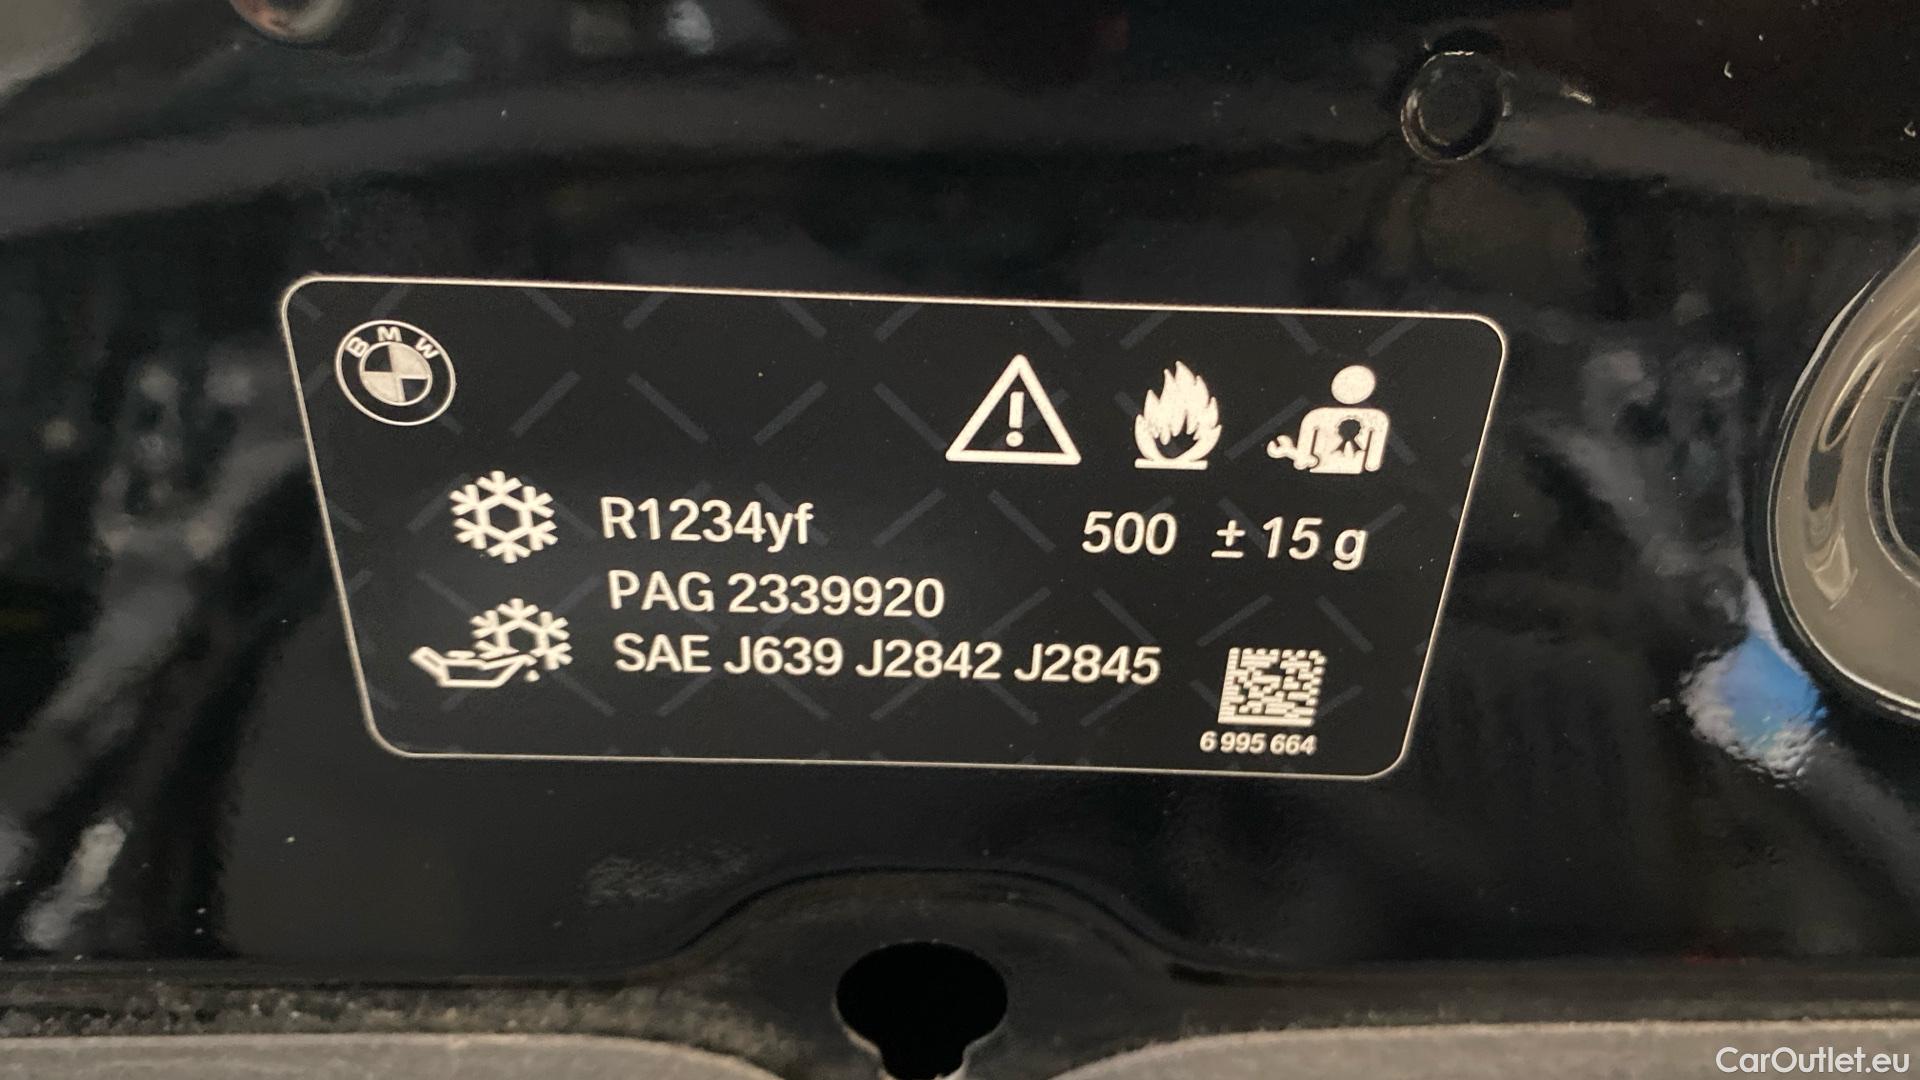 BMW
R1234yf 500 ± 15 g
PAG 2339920
SAE J639 J2842 J2845
6 995 664
CarOutlet.eu